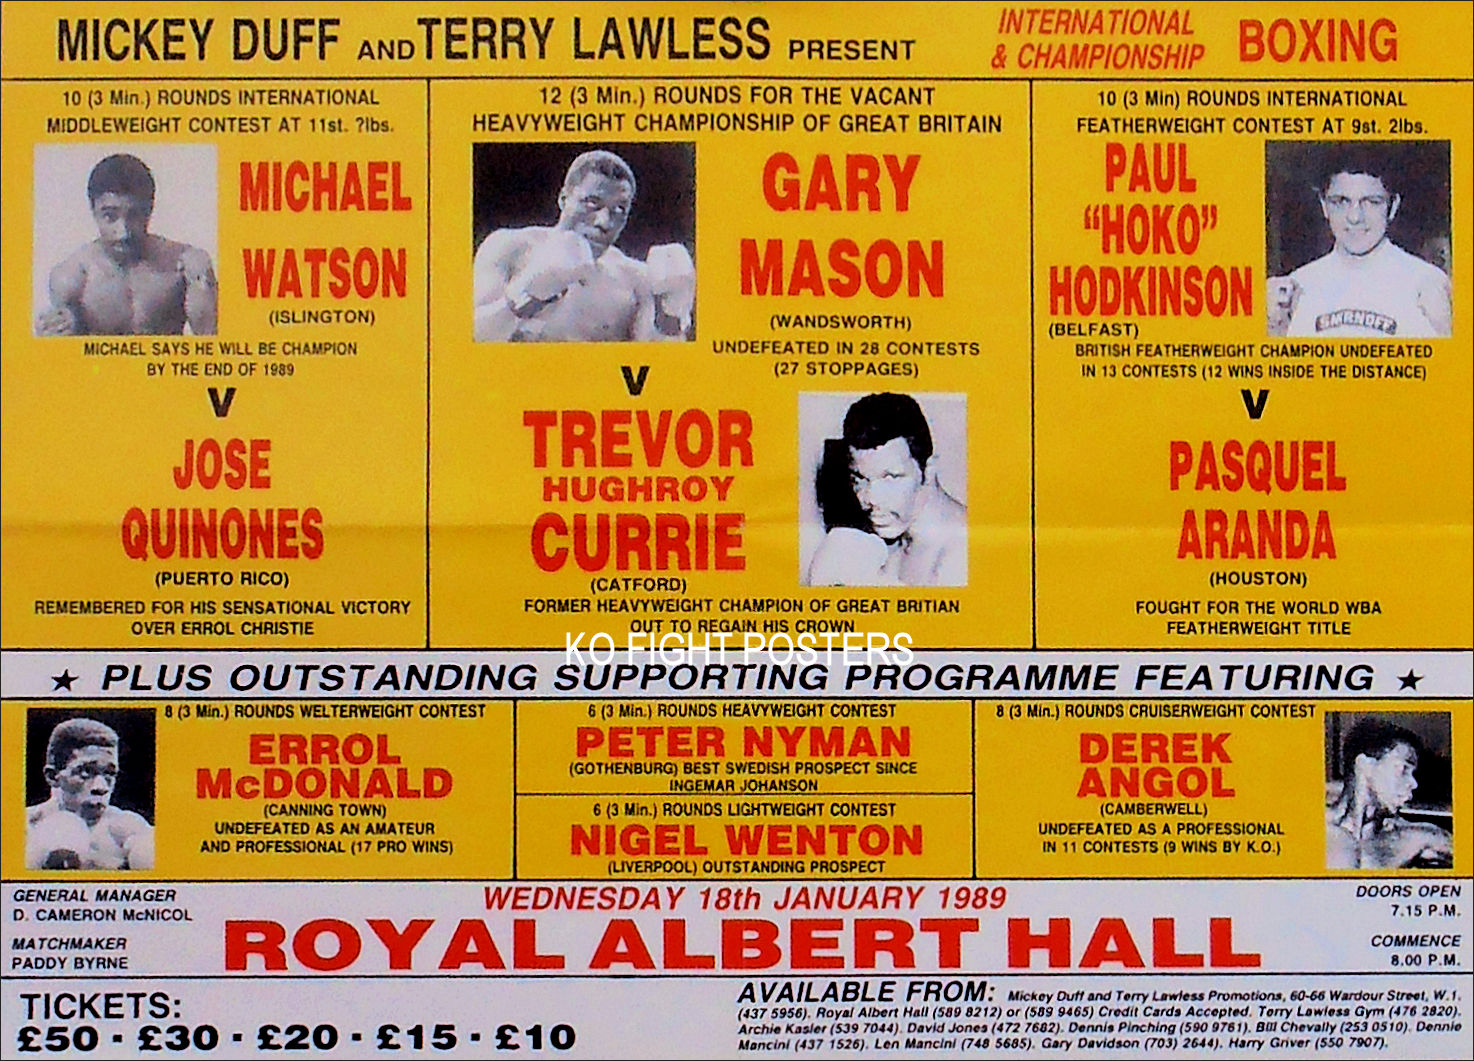 MICKEY DUFF AND TERRY LAWLESS PRESENT
INTERNATIONAL
& CHAMPIONSHIP
BOXING
10 (3 Min.) ROUNDS INTERNATIONAL
MIDDLEWEIGHT CONTEST AT 11st. ?lbs.
MICHAEL
WATSON
(ISLINGTON)
MICHAEL SAYS HE WILL BE CHAMPION
BY THE END OF 1989
V
JOSE
QUINONES
(PUERTO RICO)
REMEMBERED FOR HIS SENSATIONAL VICTORY
OVER ERROL CHRISTIE
12 (3 Min.) ROUNDS FOR THE VACANT
HEAVYWEIGHT CHAMPIONSHIP OF GREAT BRITAIN
GARY
MASON
(WANDSWORTH)
UNDEFEATED IN 28 CONTESTS
(27 STOPPAGES)
V
TREVOR
HUGHROY
CURRIE
(CATFORD)
FORMER HEAVYWEIGHT CHAMPION OF GREAT BRITIAN
OUT TO REGAIN HIS CROWN
10 (3 Min) ROUNDS INTERNATIONAL
FEATHERWEIGHT CONTEST AT 9st. 2lbs.
PAUL
“HOKO”
HODKINSON
(BELFAST)
SMIRNOFF
BRITISH FEATHERWEIGHT CHAMPION UNDEFEATED
IN 13 CONTESTS (12 WINS INSIDE THE DISTANCE)
V
PASQUEL
ARANDA
(HOUSTON)
FOUGHT FOR THE WORLD WBA
FEATHERWEIGHT TITLE
KO FIGHT POSTERS
★ PLUS OUTSTANDING SUPPORTING PROGRAMME FEATURING ★
8 (3 Min.) ROUNDS WELTERWEIGHT CONTEST
ERROL
McDONALD
(CANNING TOWN)
UNDEFEATED AS AN AMATEUR
AND PROFESSIONAL (17 PRO WINS)
6 (3 Min.) ROUNDS HEAVYWEIGHT CONTEST
PETER NYMAN
(GOTHENBURG) BEST SWEDISH PROSPECT SINCE
INGEMAR JOHANSON
6 (3 Min.) ROUNDS LIGHTWEIGHT CONTEST
NIGEL WENTON
(LIVERPOOL) OUTSTANDING PROSPECT
8 (3 Min.) ROUNDS CRUISERWEIGHT CONTEST
DEREK
ANGOL
(CAMBERWELL)
UNDEFEATED AS A PROFESSIONAL
IN 11 CONTESTS (9 WINS BY K.O.)
GENERAL MANAGER
D. CAMERON McNICOL
MATCHMAKER
PADDY BYRNE
WEDNESDAY 18th JANUARY 1989
ROYAL ALBERT HALL
DOORS OPEN
7.15 P.M.
COMMENCE
8.00 P.M.
TICKETS:
£50 · £30 · £20 · £15 · £10
AVAILABLE FROM: Mickey Duff and Terry Lawless Promotions, 60-66 Wardour Street, W.1.
(437 5956). Royal Albert Hall (589 8212) or (589 9465) Credit Cards Accepted. Terry Lawless Gym (476 2820).
Archie Kasler (539 7044). David Jones (472 7682). Dennis Pinching (590 9761). Bill Chevally (253 0510). Dennie
Mancini (437 1526). Len Mancini (748 5685). Gary Davidson (703) 2644). Harry Griver (550 7907).